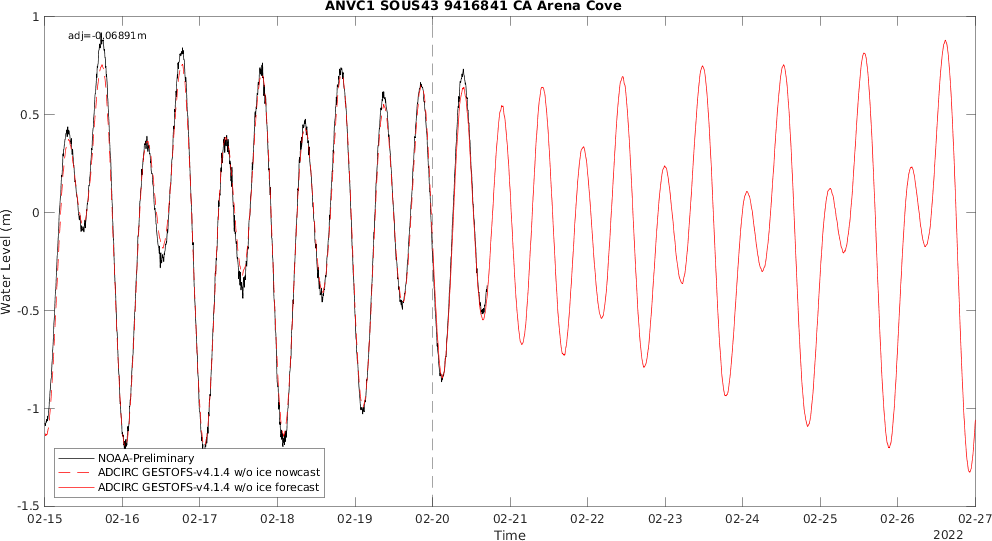 ANVC1 SOUS43 9416841 CA Arena Cove
adj=-0.06891m
1
0.5
0
-0.5
-1
-1.5
Water Level (m)
NOAA-Preliminary
ADCIRC GESTOFS-v4.1.4 w/o ice nowcast
ADCIRC GESTOFS-v4.1.4 w/o ice forecast
02-15 02-16 02-17 02-18 02-19 02-20 02-21 02-22 02-23 02-24 02-25 02-26 02-27
Time
2022